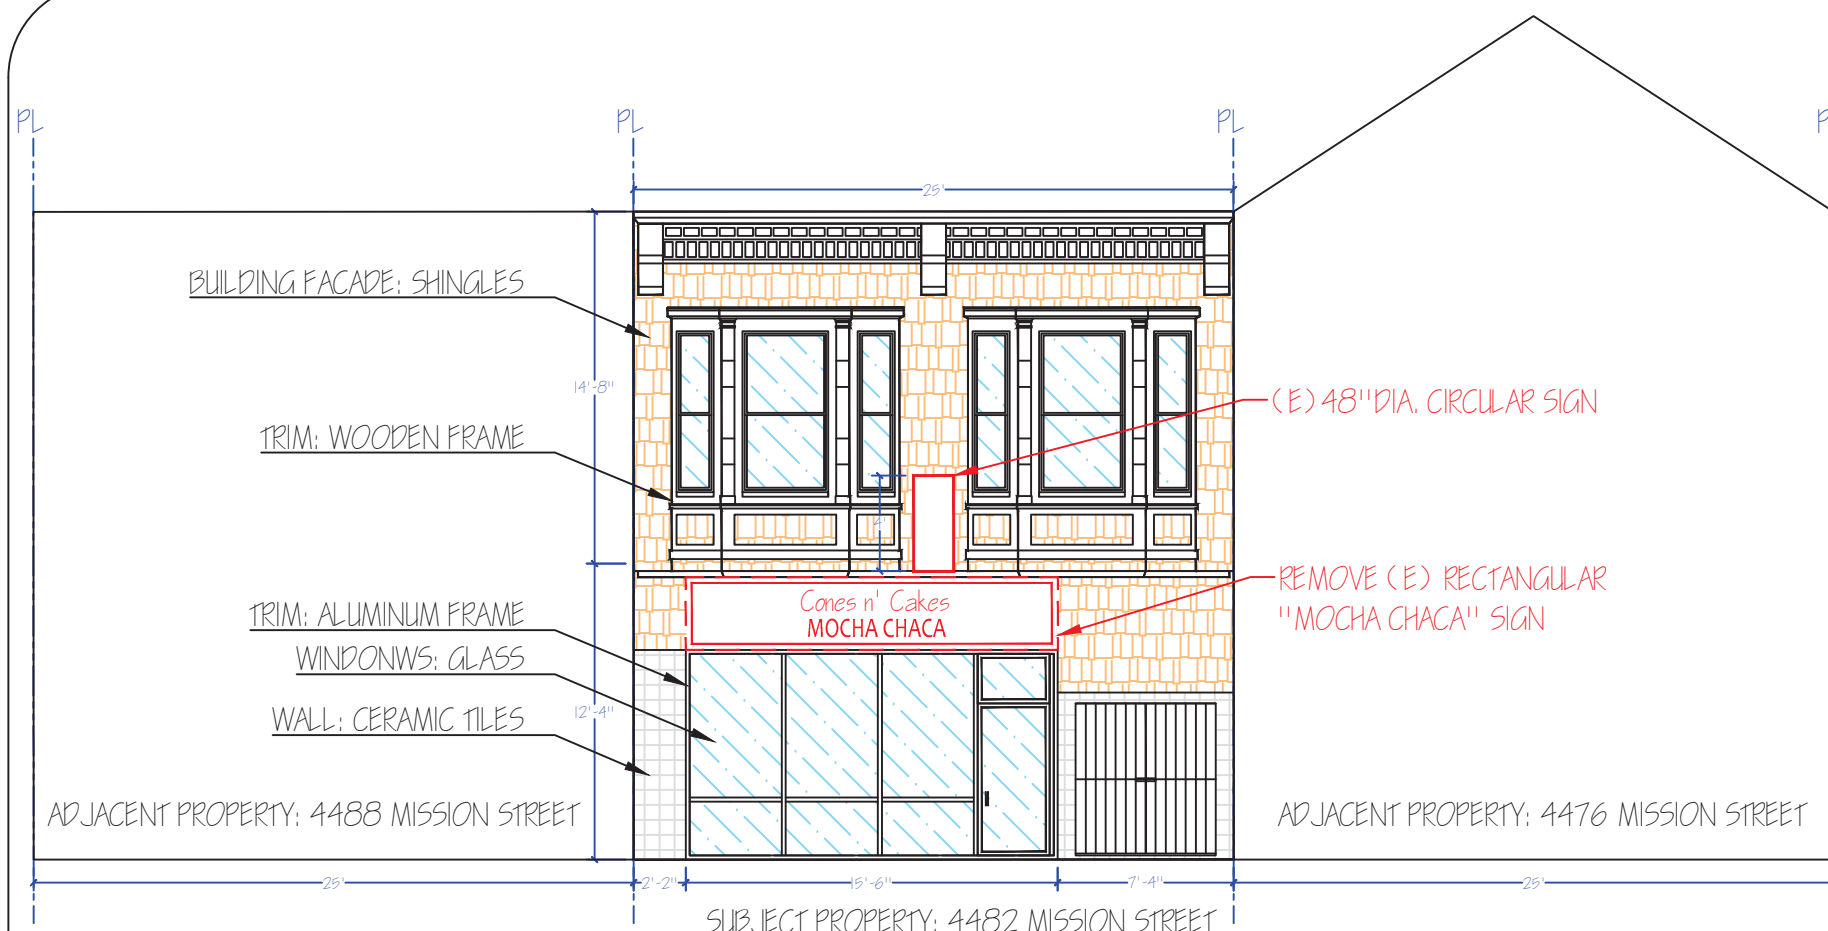 PL
PL
PL
P
25'
BUILDING FACADE: SHINGLES
14'-8"
(E) 48"DIA. CIRCULAR SIGN
TRIM: WOODEN FRAME
4'
REMOVE (E) RECTANGULAR
"MOCHA CHACA" SIGN
Cones n' Cakes
MOCHA CHACA
TRIM: ALUMINUM FRAME
WINDONWS: GLASS
WALL: CERAMIC TILES
12'-4"
ADJACENT PROPERTY: 4488 MISSION STREET
ADJACENT PROPERTY: 4476 MISSION STREET
25'
2'-2"
15'-6"
7'-4"
25'
SUBJECT PROPERTY: 4482 MISSION STREET